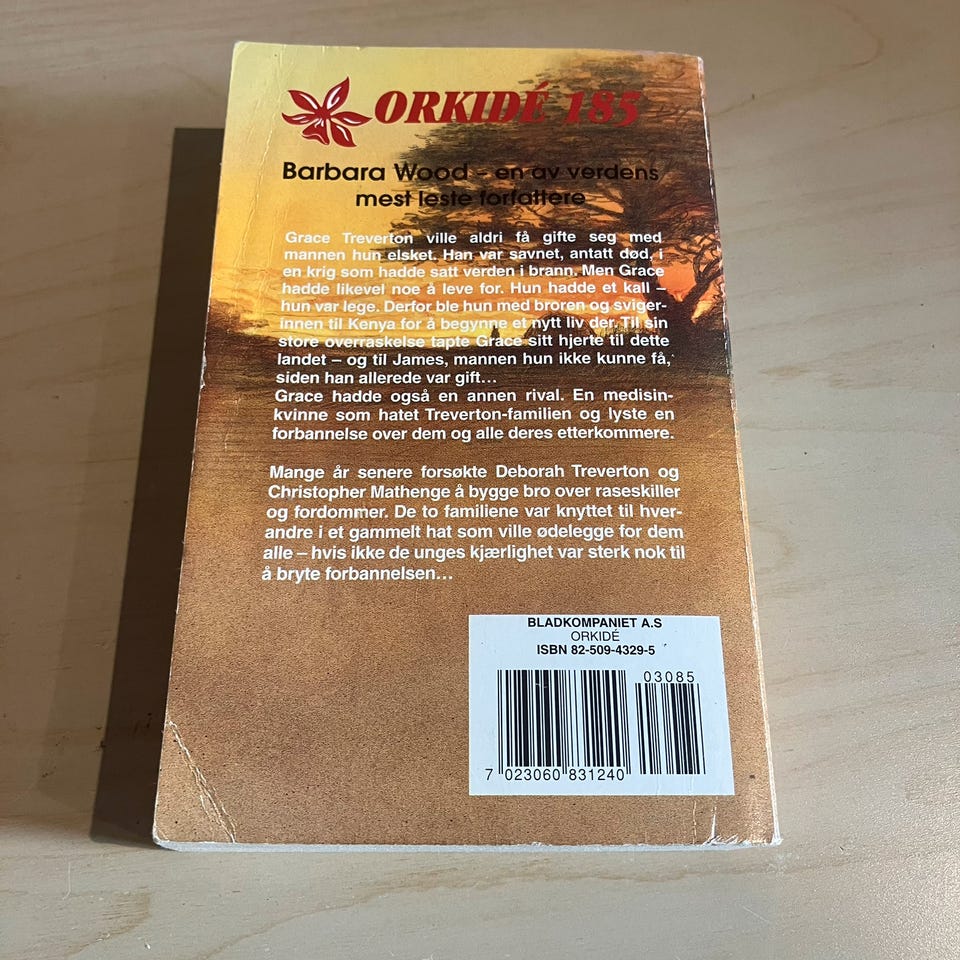 ORKIDÉ 185
Barbara Wood – en av verdens
mest leste forfattere
Grace Treverton ville aldri få gifte seg med
mannen hun elsket. Han var savnet, antatt død, i
en krig som hadde satt verden i brann. Men Grace
hadde likevel noe å leve for. Hun hadde et kall –
hun var lege. Derfor ble hun med broren og sviger-
innen til Kenya for å begynne et nytt liv der. Til sin
store overraskelse tapte Grace sitt hjerte til dette
landet – og til James, mannen hun ikke kunne få,
siden han allerede var gift...
Grace hadde også en annen rival. En medisin-
kvinne som hatet Treverton-familien og lyste en
forbannelse over dem og alle deres etterkommere.
Mange år senere forsøkte Deborah Treverton og
Christopher Mathenge å bygge bro over raseskiller
og fordommer. De to familiene var knyttet til hver-
andre i et gammelt hat som ville ødelegge for dem
alle – hvis ikke de unges kjærlighet var sterk nok til
å bryte forbannelsen...
BLADKOMPANIET A.S
ORKIDÉ
ISBN 82-509-4329-5
03085
7 023060 831240